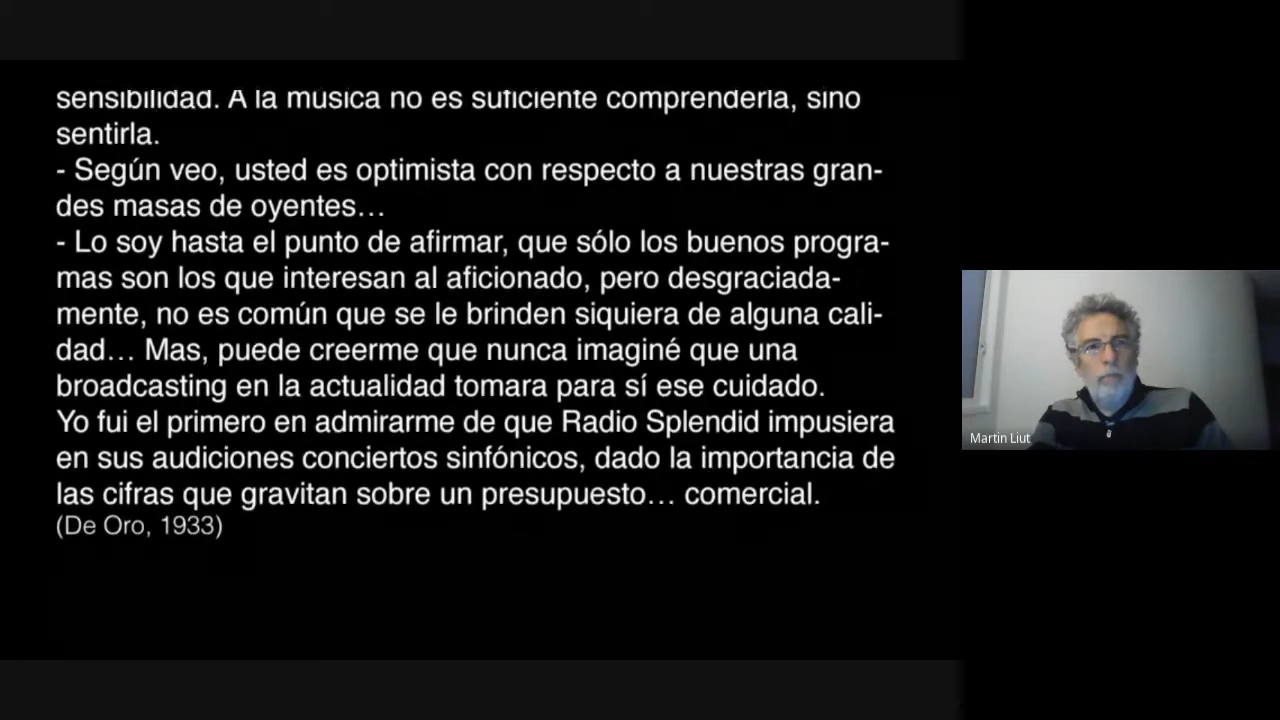 sensibilidad. A la música no es suficiente comprenderla, sino
sentirla.
- Según veo, usted es optimista con respecto a nuestras gran-
des masas de oyentes…
- Lo soy hasta el punto de afirmar, que sólo los buenos progra-
mas son los que interesan al aficionado, pero desgraciada-
mente, no es común que se le brinden siquiera de alguna cali-
dad… Mas, puede creerme que nunca imaginé que una
broadcasting en la actualidad tomara para sí ese cuidado.
Yo fui el primero en admirarme de que Radio Splendid impusiera
en sus audiciones conciertos sinfónicos, dado la importancia de
las cifras que gravitan sobre un presupuesto… comercial.
(De Oro, 1933)
Martin Liut